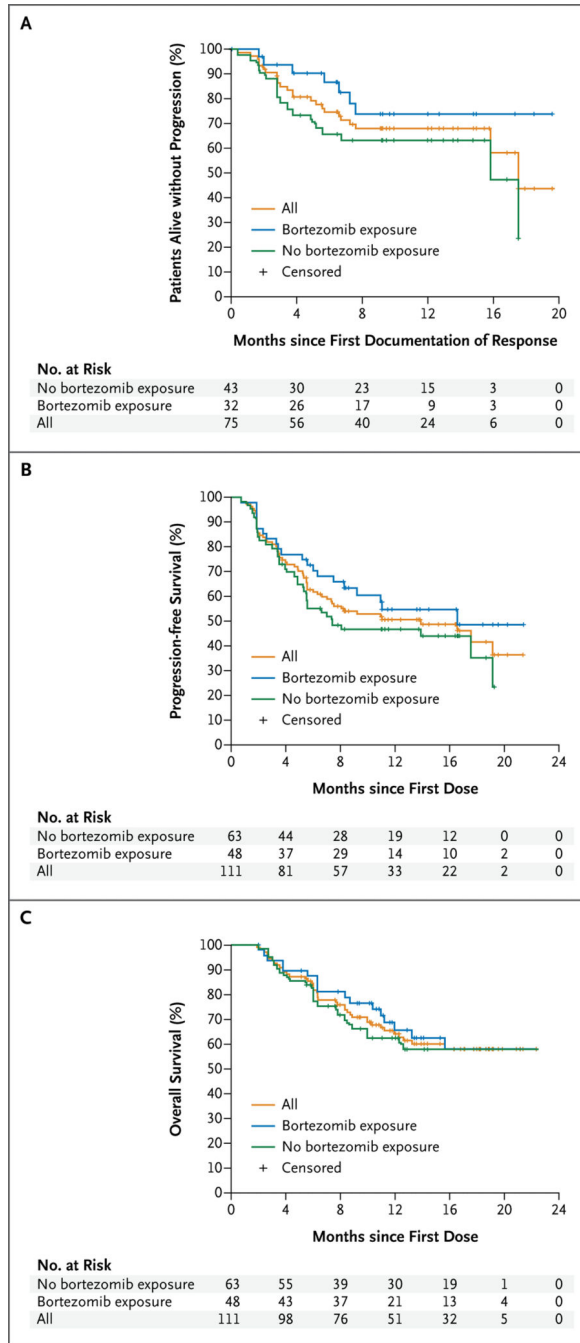 A
Patients Alive without Progression (%)
100
90
80
70
60
50
40
30
20
10
0
All
Bortezomib exposure
No bortezomib exposure
+ Censored
0 4 8 12 16 20
Months since First Documentation of Response
No. at Risk
No bortezomib exposure 43 30 23 15 3 0
Bortezomib exposure 32 26 17 9 3 0
All 75 56 40 24 6 0
B
Progression-free Survival (%)
100
90
80
70
60
50
40
30
20
10
0
All
Bortezomib exposure
No bortezomib exposure
+ Censored
0 4 8 12 16 20 24
Months since First Dose
No. at Risk
No bortezomib exposure 63 44 28 19 12 0 0
Bortezomib exposure 48 37 29 14 10 2 0
All 111 81 57 33 22 2 0
C
Overall Survival (%)
100
90
80
70
60
50
40
30
20
10
0
All
Bortezomib exposure
No bortezomib exposure
+ Censored
0 4 8 12 16 20 24
Months since First Dose
No. at Risk
No bortezomib exposure 63 55 39 30 19 1 0
Bortezomib exposure 48 43 37 21 13 4 0
All 111 98 76 51 32 5 0